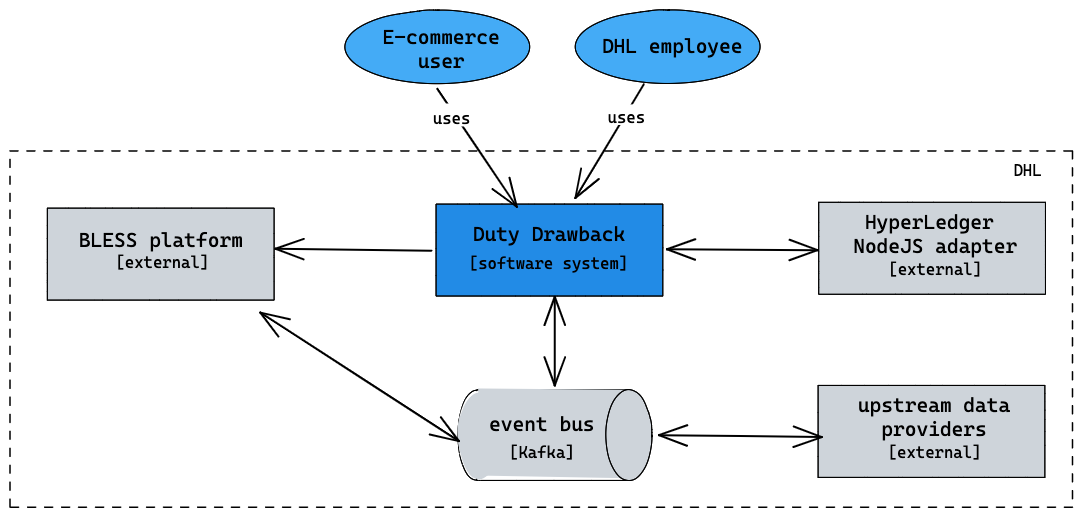 E-commerce
user
DHL employee
uses
uses
DHL
BLESS platform
[external]
Duty Drawback
[software system]
HyperLedger
NodeJS adapter
[external]
event bus
[Kafka]
upstream data
providers
[external]